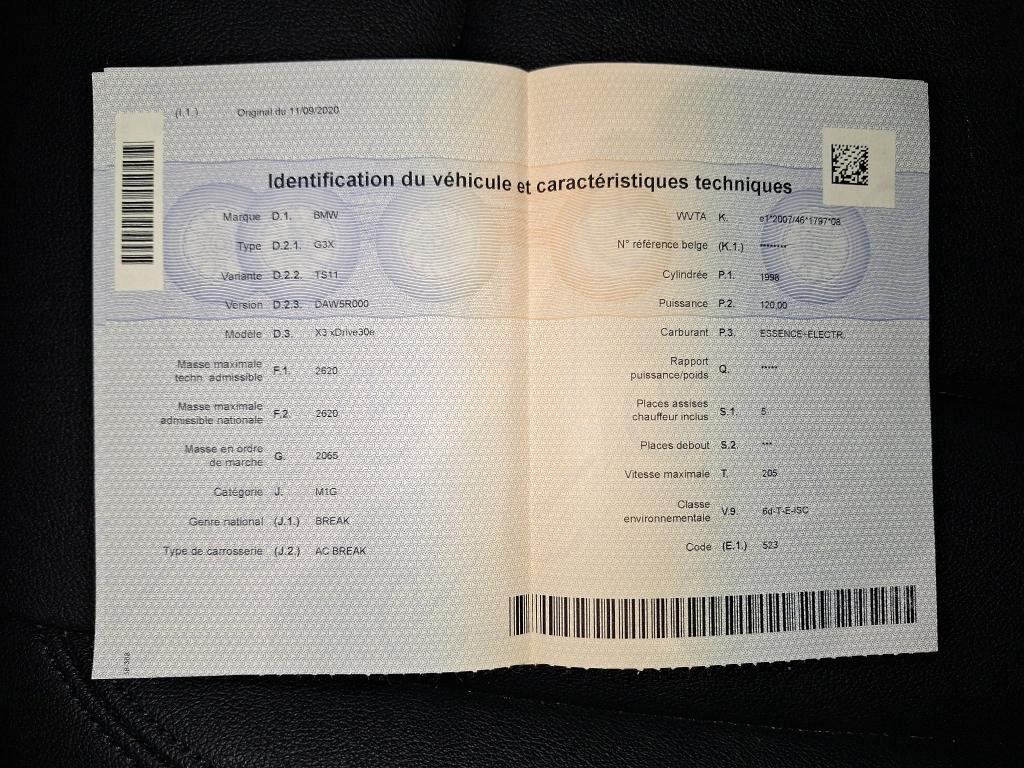 (I.1.) Original du 11/09/2020
Identification du véhicule et caractéristiques techniques
Marque D.1. BMW
Type D.2.1. G3X
Variante D.2.2. TS11
Version D.2.3. DAW5R000
Modèle D.3. X3 xDrive30e
Masse maximale
techn. admissible F.1. 2620
Masse maximale
admissible nationale F.2. 2620
Masse en ordre
de marche G. 2065
Catégorie J. M1G
Genre national (J.1.) BREAK
Type de carrosserie (J.2.) AC BREAK
WVTA K. e1*2007/46*1797*08
N° référence belge (K.1.) ********
Cylindrée P.1. 1998
Puissance P.2. 120,00
Carburant P.3. ESSENCE-ELECTR.
Rapport
puissance/poids Q. *****
Places assises
chauffeur inclus S.1. 5
Places debout S.2. ***
Vitesse maximale T. 205
Classe
environnementale V.9. 6d-T-E-ISC
Code (E.1.) 523